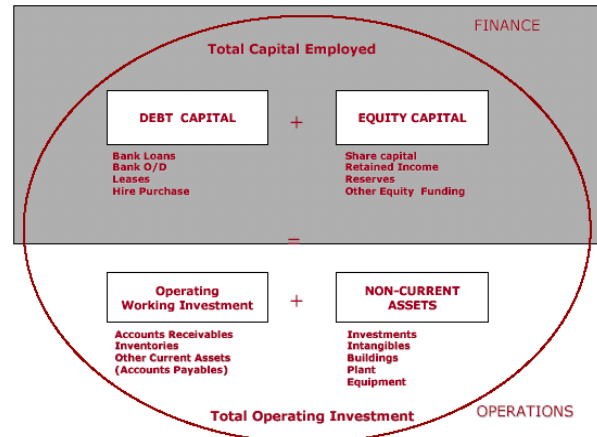 FINANCE
Total Capital Employed
DEBT CAPITAL
+
EQUITY CAPITAL
Bank Loans
Bank O/D
Leases
Hire Purchase
Share capital
Retained Income
Reserves
Other Equity Funding
=
Operating
Working Investment
+
NON-CURRENT
ASSETS
Accounts Receivables
Inventories
Other Current Assets
(Accounts Payables)
Investments
Intangibles
Buildings
Plant
Equipment
Total Operating Investment
OPERATIONS